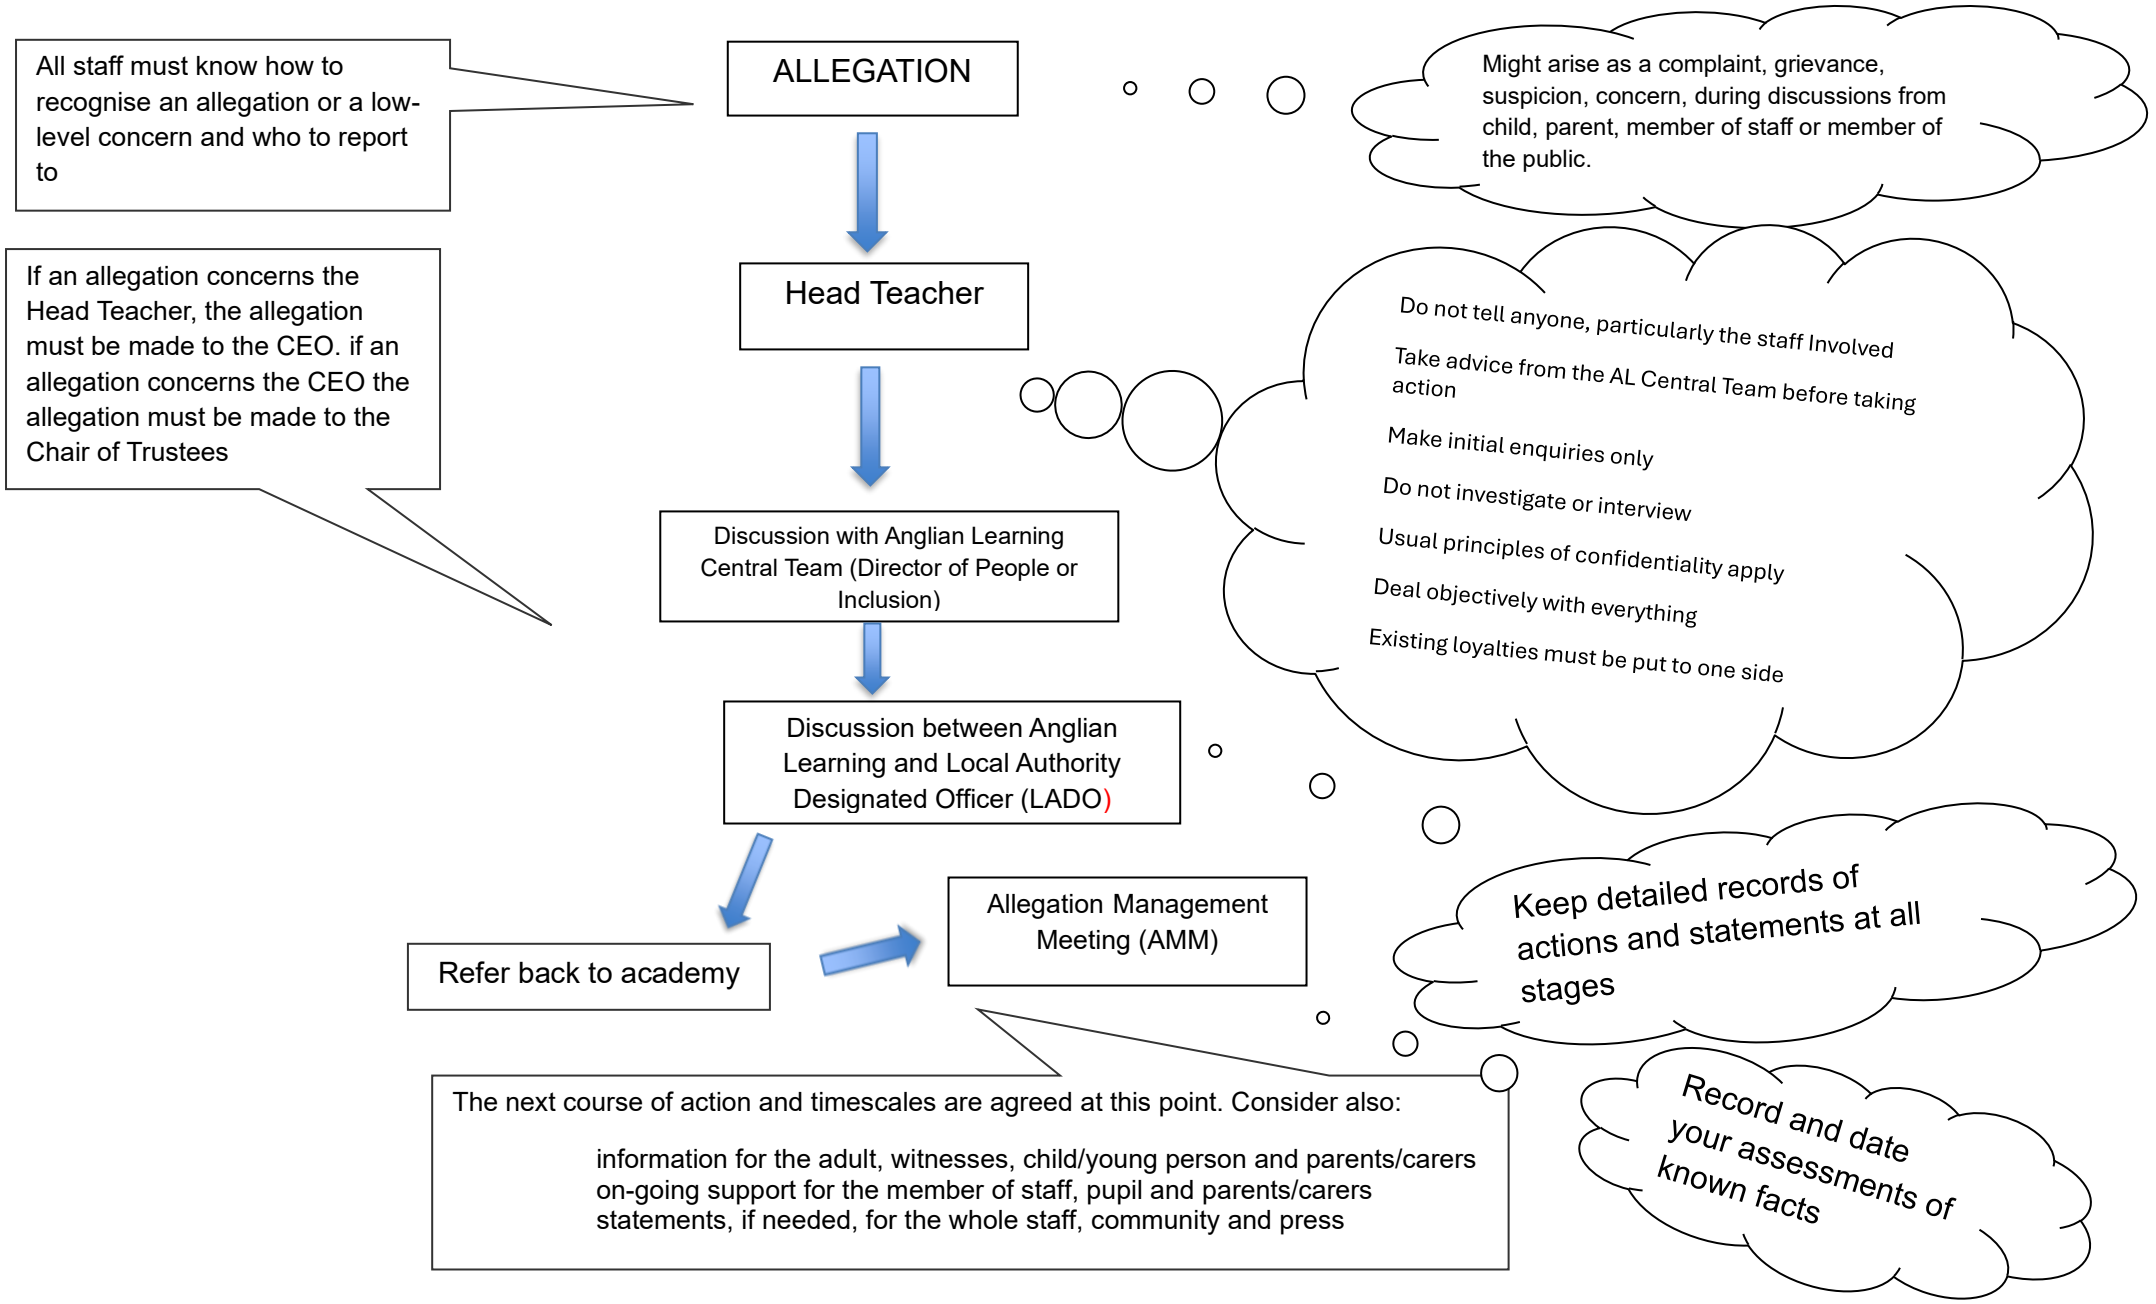 All staff must know how to
recognise an allegation or a low-
level concern and who to report
to
ALLEGATION
Might arise as a complaint, grievance,
suspicion, concern, during discussions from
child, parent, member of staff or member of
the public.
If an allegation concerns the
Head Teacher, the allegation
must be made to the CEO. if an
allegation concerns the CEO the
allegation must be made to the
Chair of Trustees
Head Teacher
Do not tell anyone, particularly the staff Involved
Take advice from the AL Central Team before taking
action
Make initial enquiries only
Do not investigate or interview
Usual principles of confidentiality apply
Deal objectively with everything
Existing loyalties must be put to one side
Discussion with Anglian Learning
Central Team (Director of People or
Inclusion)
Discussion between Anglian
Learning and Local Authority
Designated Officer (LADO)
Keep detailed records of
actions and statements at all
stages
Refer back to academy
Allegation Management
Meeting (AMM)
The next course of action and timescales are agreed at this point. Consider also:
information for the adult, witnesses, child/young person and parents/carers
on-going support for the member of staff, pupil and parents/carers
statements, if needed, for the whole staff, community and press
Record and date
your assessments of
known facts